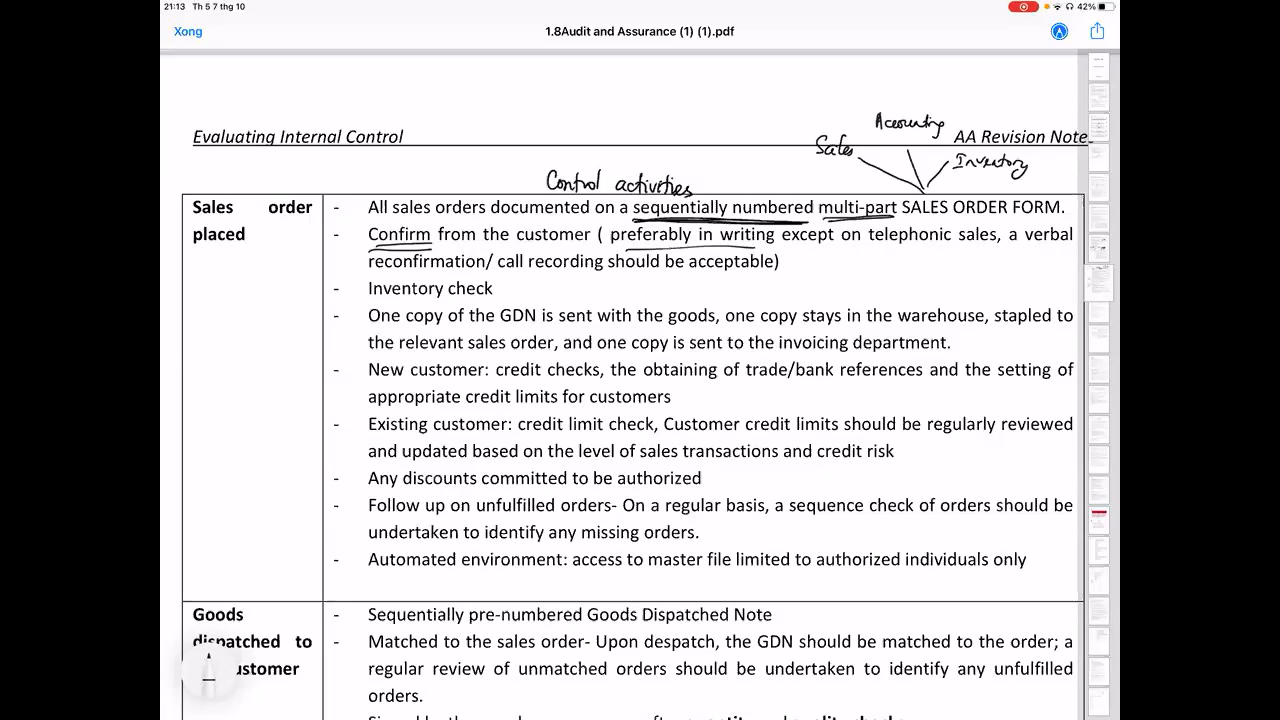 21:13 Th 5 7 thg 10 42%
Xong 1.8Audit and Assurance (1) (1).pdf
Accounting
Evaluating Internal Con Sales AA Revision Note
Inventory
Control activities
Sales order - All sales order documented on a sequentially numbered multi-part SALES ORDER FORM.
placed - Confirm from the customer ( preferably in writing except on telephonic sales, a verbal
reconfirmation/ call recording should be acceptable)
- Inventory check
- One copy of the GDN is sent with the goods, one copy stays in the warehouse, stapled to
the relevant sales order, and one copy is sent to the invoicing department.
- New customer: credit checks, the obtaining of trade/bank references and the setting of
appropriate credit limits for customers
- Existing customer: credit limit check, Customer credit limits should be regularly reviewed
and updated based on the level of sales transactions and credit risk
- Any discounts committed to be authorized
- Follow up on unfulfilled orders- On a regular basis, a sequence check of orders should be
undertaken to identify any missing orders.
- Automated environment: access to master file limited to authorized individuals only
Goods - Sequentially pre-numbered Goods Despatched Note
dispatched to - Matched to the sales order- Upon despatch, the GDN should be matched to the order; a
customer regular review of unmatched orders should be undertaken to identify any unfulfilled
orders.